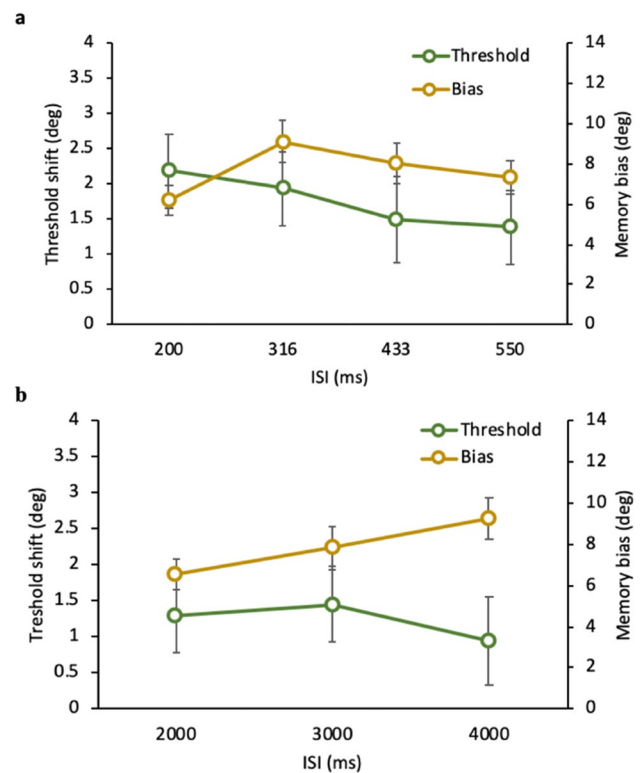 a
Threshold
Bias
4
3.5
3
2.5
2
1.5
1
0.5
0
Threshold shift (deg)
14
12
10
8
6
4
2
0
Memory bias (deg)
200 316 433 550
ISI (ms)
b
Threshold
Bias
4
3.5
3
2.5
2
1.5
1
0.5
0
Treshold shift (deg)
14
12
10
8
6
4
2
0
Memory bias (deg)
2000 3000 4000
ISI (ms)